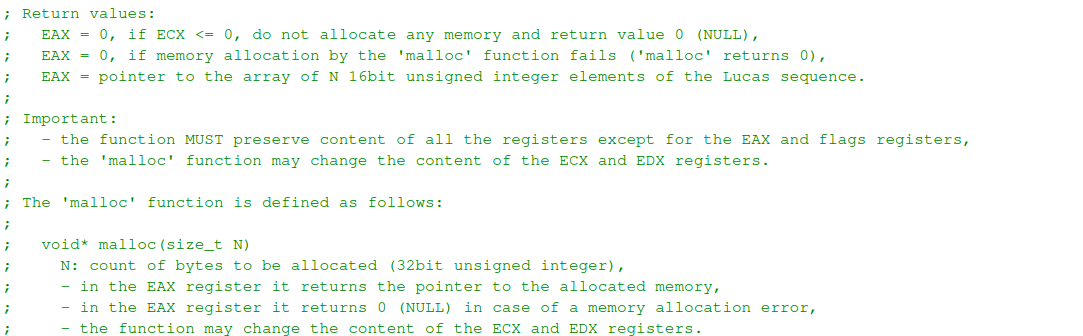 ; Return values:
;   EAX = 0, if ECX <= 0, do not allocate any memory and return value 0 (NULL),
;   EAX = 0, if memory allocation by the 'malloc' function fails ('malloc' returns 0),
;   EAX = pointer to the array of N 16bit unsigned integer elements of the Lucas sequence.
;
; Important:
;   - the function MUST preserve content of all the registers except for the EAX and flags registers,
;   - the 'malloc' function may change the content of the ECX and EDX registers.
;
; The 'malloc' function is defined as follows:
;
;   void* malloc(size_t N)
;     N: count of bytes to be allocated (32bit unsigned integer),
;     - in the EAX register it returns the pointer to the allocated memory,
;     - in the EAX register it returns 0 (NULL) in case of a memory allocation error,
;     - the function may change the content of the ECX and EDX registers.